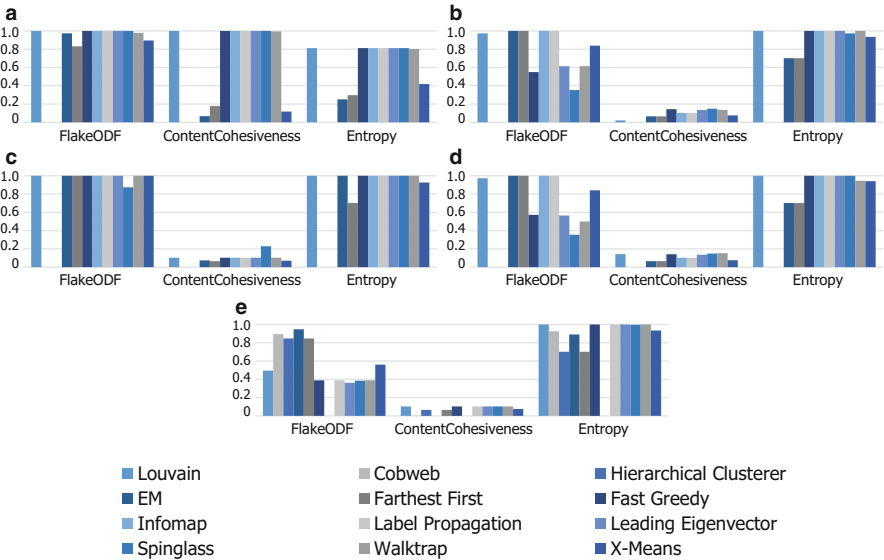 a
1.0
0.8
0.6
0.4
0.2
0
FlakeODF ContentCohesiveness Entropy
b
1.0
0.8
0.6
0.4
0.2
0
FlakeODF ContentCohesiveness Entropy
c
1.0
0.8
0.6
0.4
0.2
0
FlakeODF ContentCohesiveness Entropy
d
1.0
0.8
0.6
0.4
0.2
0
FlakeODF ContentCohesiveness Entropy
e
1.0
0.8
0.6
0.4
0.2
0
FlakeODF ContentCohesiveness Entropy
Louvain Cobweb Hierarchical Clusterer
EM Farthest First Fast Greedy
Infomap Label Propagation Leading Eigenvector
Spinglass Walktrap X-Means